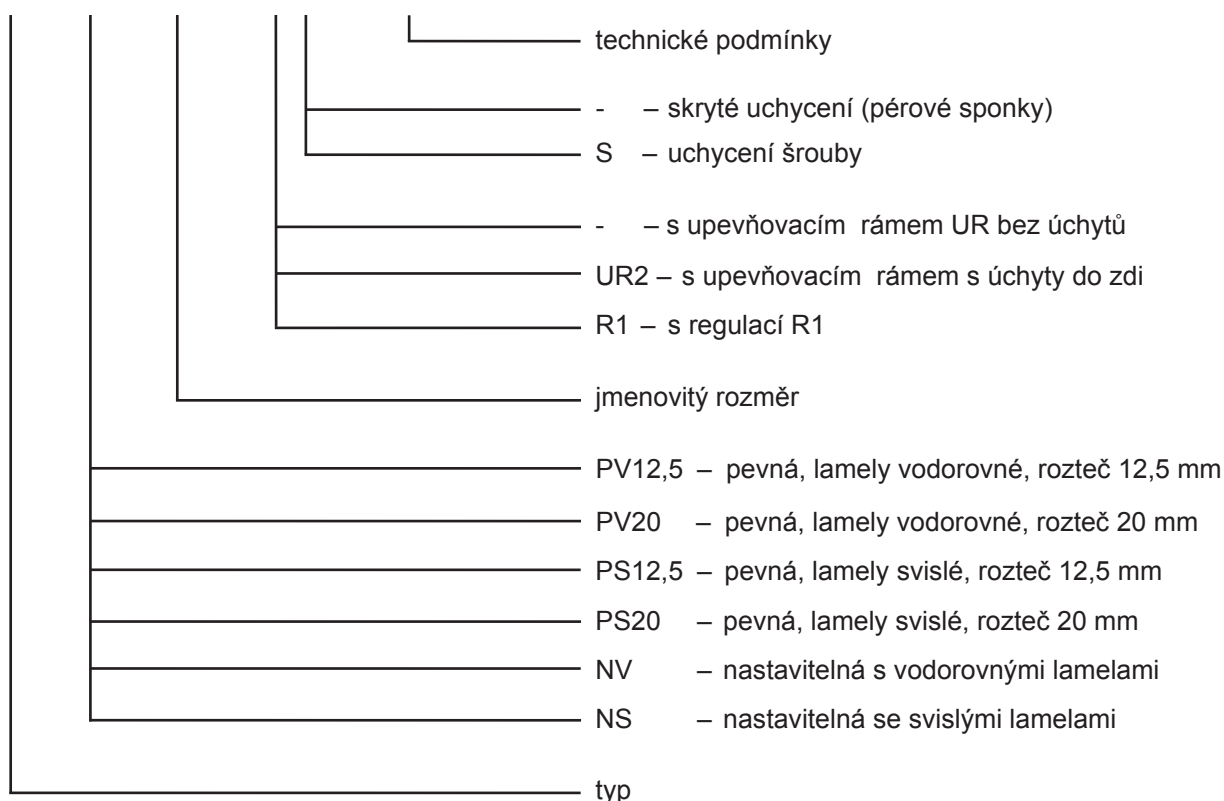 technické podmínky
- – skryté uchycení (pérové sponky)
S – uchycení šrouby
- – s upevňovacím rámem UR bez úchytů
UR2 – s upevňovacím rámem s úchyty do zdi
R1 – s regulací R1
jmenovitý rozměr
PV12,5 – pevná, lamely vodorovné, rozteč 12,5 mm
PV20 – pevná, lamely vodorovné, rozteč 20 mm
PS12,5 – pevná, lamely svislé, rozteč 12,5 mm
PS20 – pevná, lamely svislé, rozteč 20 mm
NV – nastavitelná s vodorovnými lamelami
NS – nastavitelná se svislými lamelami
typ